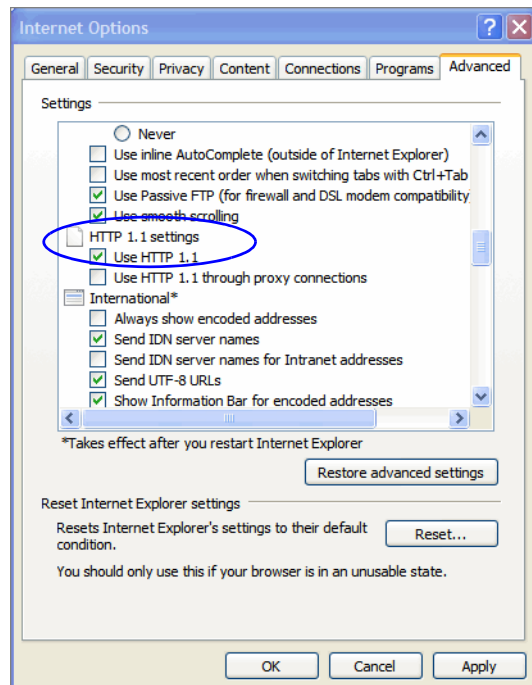 Internet Options
General Security Privacy Content Connections Programs Advanced
Settings
Never
Use inline AutoComplete (outside of Internet Explorer)
Use most recent order when switching tabs with Ctrl+Tab
Use Passive FTP (for firewall and DSL modem compatibility
Use smooth scrolling
HTTP 1.1 settings
Use HTTP 1.1
Use HTTP 1.1 through proxy connections
International*
Always show encoded addresses
Send IDN server names
Send IDN server names for Intranet addresses
Send UTF-8 URLs
Show Information Bar for encoded addresses
*Takes effect after you restart Internet Explorer
Restore advanced settings
Reset Internet Explorer settings
Resets Internet Explorer's settings to their default
condition.
Reset...
You should only use this if your browser is in an unusable state.
OK Cancel Apply